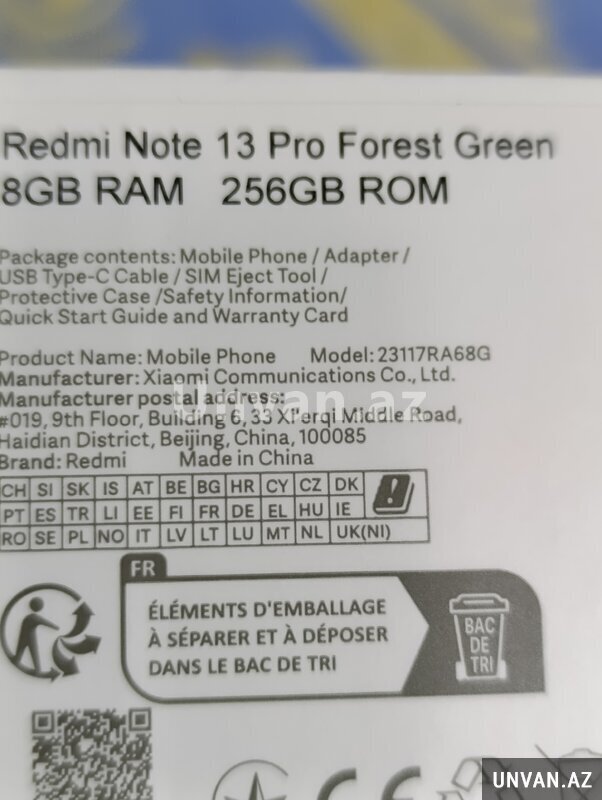 Redmi Note 13 Pro Forest Green
8GB RAM 256GB ROM
Package contents: Mobile Phone / Adapter /
USB Type-C Cable / SIM Eject Tool /
Protective Case /Safety Information/
Quick Start Guide and Warranty Card
Product Name: Mobile Phone Model: 23117RA68G
Manufacturer: Xiaomi Communications Co., Ltd.
Manufacturer postal address:
#019, 9th Floor, Building 6, 33 Xi'erqi Middle Road,
Haidian District, Beijing, China, 100085
Brand: Redmi Made in China
Unvan.az
CH SI SK IS AT BE BG HR CY CZ DK
PT ES TR LI EE FI FR DE EL HU IE
RO SE PL NO IT LV LT LU MT NL UK(NI)
FR
ÉLÉMENTS D'EMBALLAGE
À SÉPARER ET À DÉPOSER
DANS LE BAC DE TRI
BAC
DE
TRI
CE
UNVAN.AZ